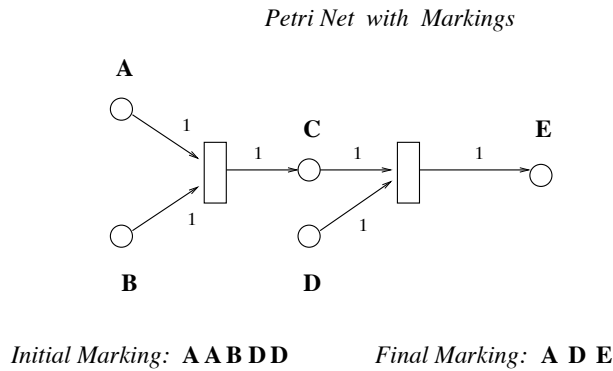 Petri Net with Markings
A
1
C
E
1
1
1
1
1
B
D
Initial Marking: A A B D D
Final Marking: A D E